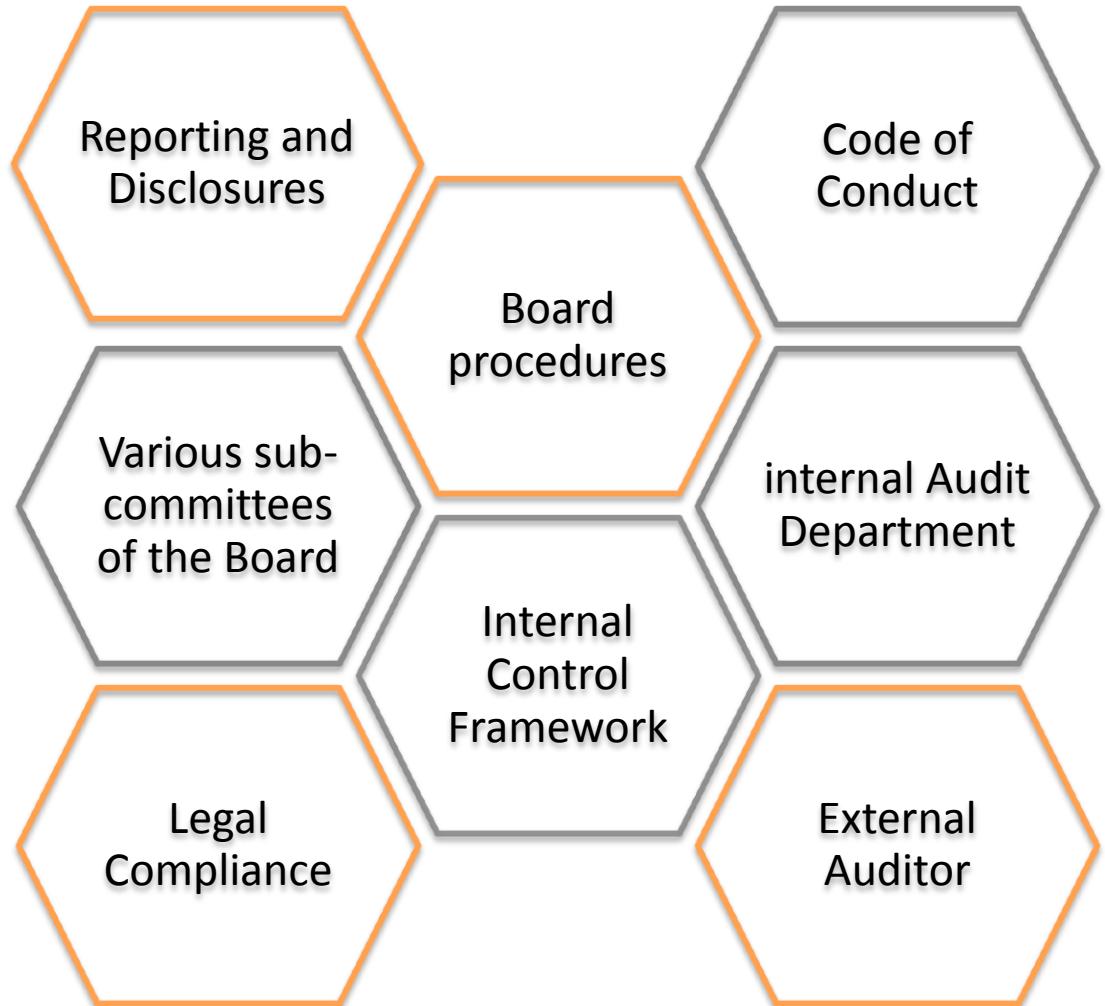 Reporting and
Disclosures
Code of
Conduct
Board
procedures
Various sub-
committees
of the Board
internal Audit
Department
Internal
Control
Framework
Legal
Compliance
External
Auditor